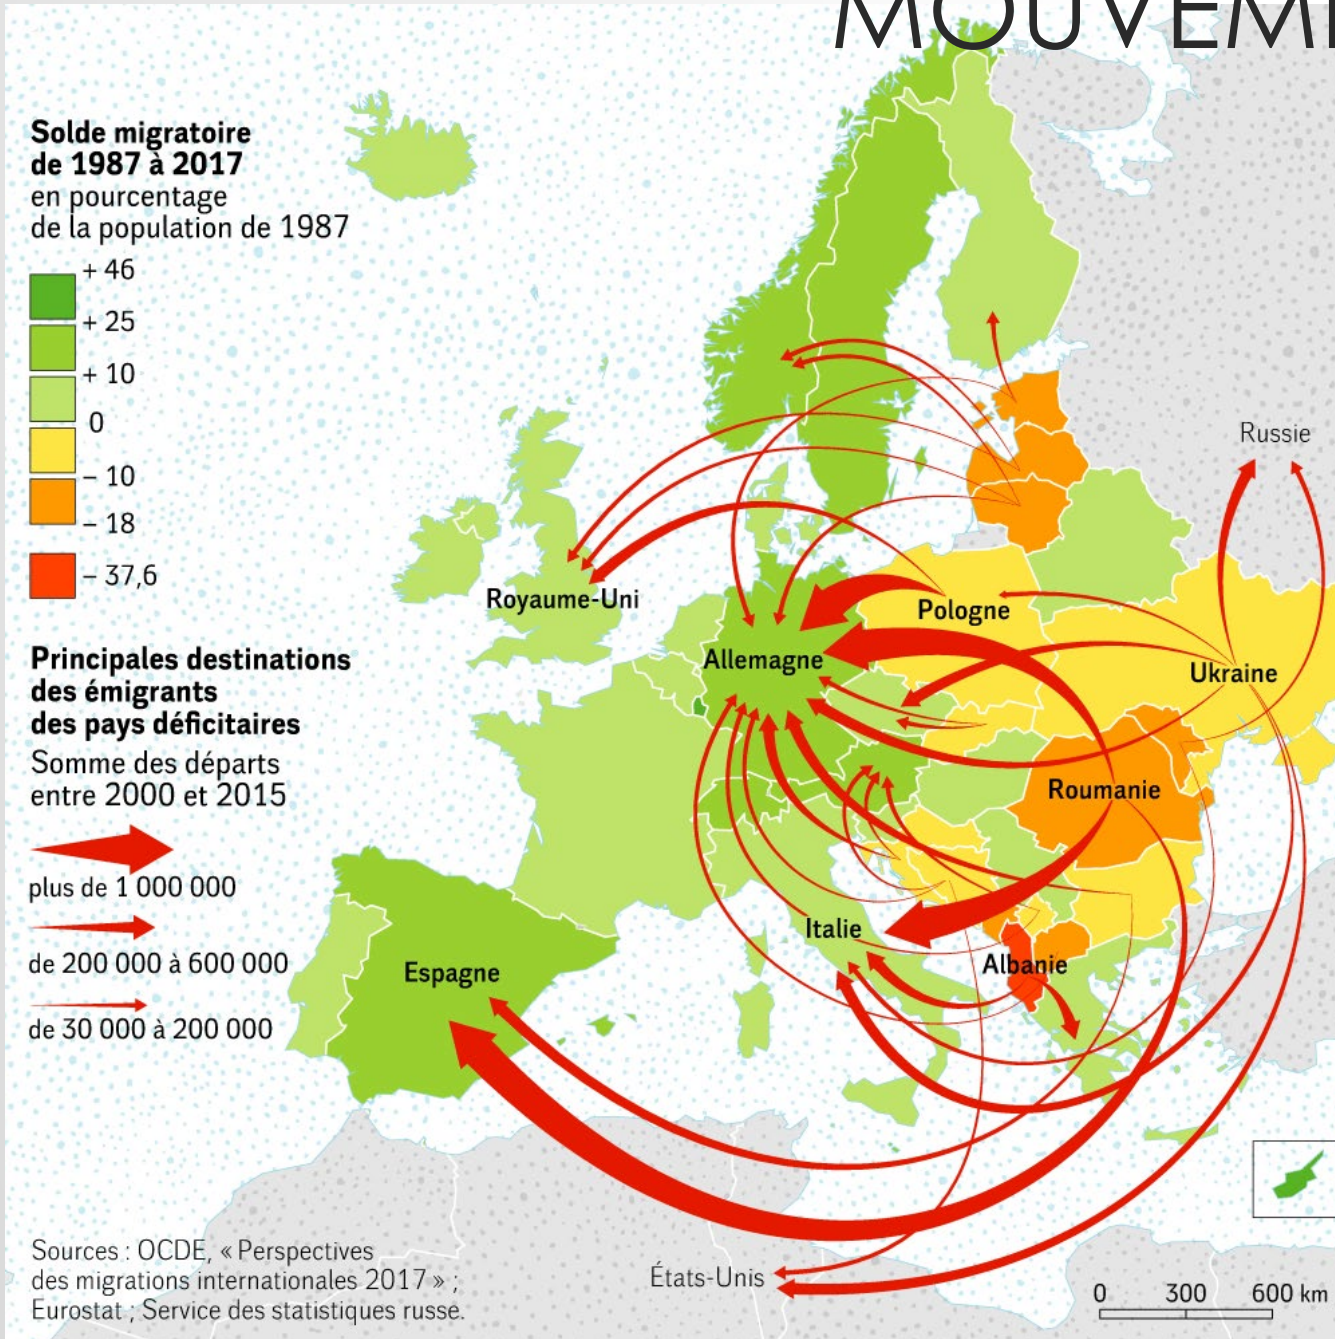 MOUVEM
Solde migratoire
de 1987 à 2017
en pourcentage
de la population de 1987
+ 46
+ 25
+ 10
0
– 10
– 18
– 37,6
Principales destinations
des émigrants
des pays déficitaires
Somme des départs
entre 2000 et 2015
plus de 1 000 000
de 200 000 à 600 000
de 30 000 à 200 000
Russie
Royaume-Uni
Pologne
Allemagne
Ukraine
Roumanie
Italie
Albanie
Espagne
États-Unis
Sources : OCDE, « Perspectives
des migrations internationales 2017 » ;
Eurostat ; Service des statistiques russe.
0 300 600 km